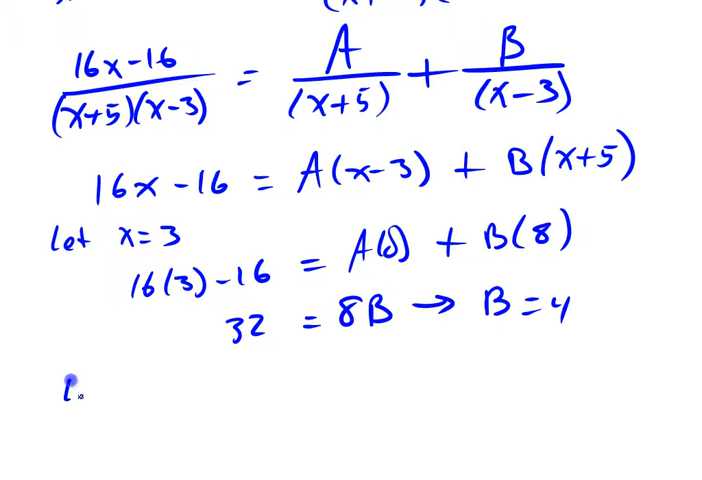 16x-16 / (x+5)(x-3) = A / (x+5) + B / (x-3)
16x-16 = A(x-3) + B(x+5)
let x=3
16(3)-16 = A(0) + B(8)
32 = 8B → B=4